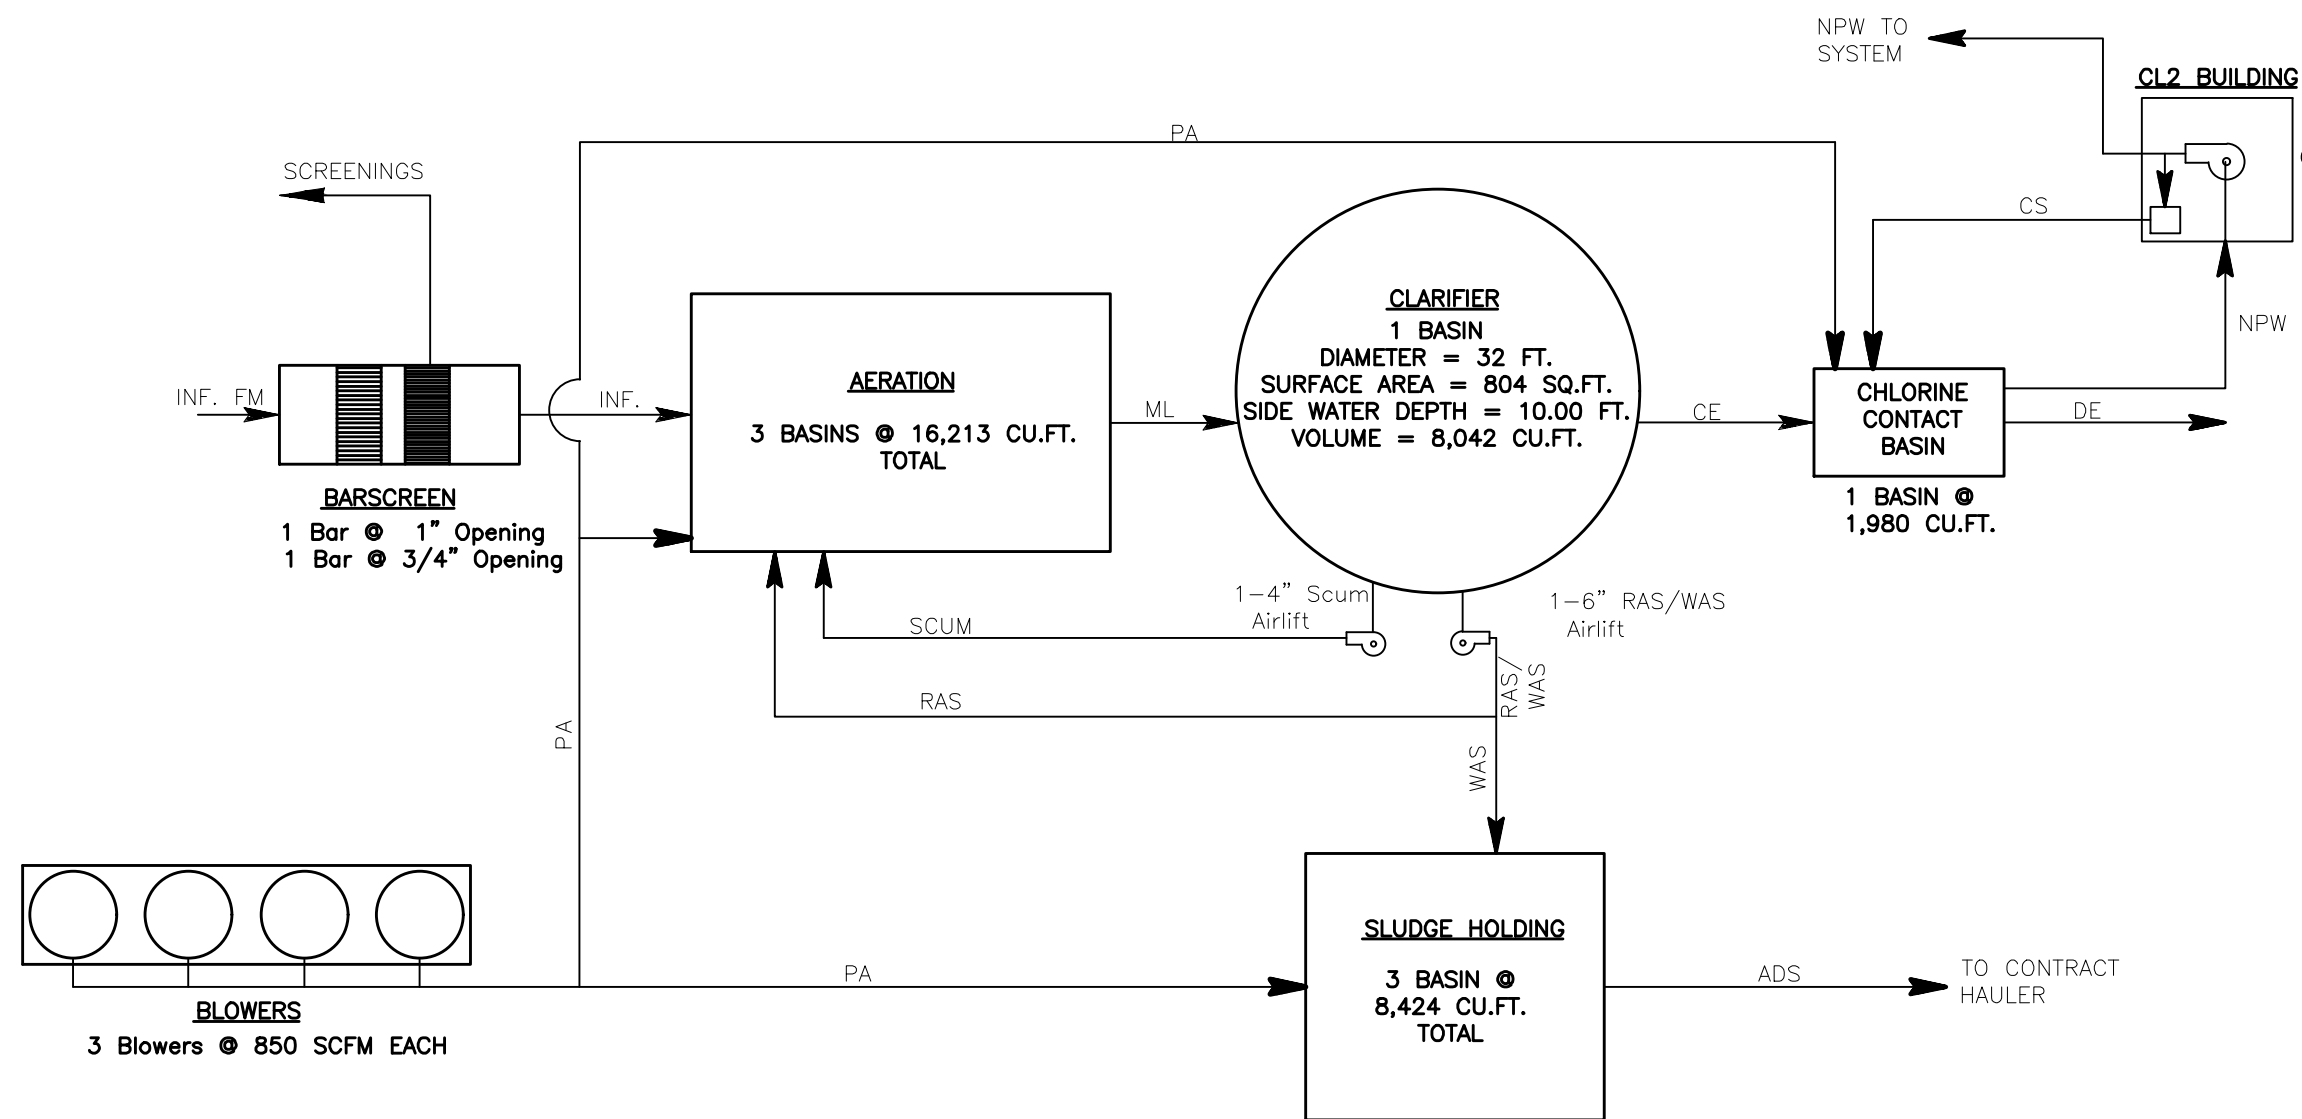 NPW TO
SYSTEM
CL2 BUILDING
PA
SCREENINGS
CS
CLARIFIER
1 BASIN
DIAMETER = 32 FT.
SURFACE AREA = 804 SQ.FT.
SIDE WATER DEPTH = 10.00 FT.
VOLUME = 8,042 CU.FT.
NPW
AERATION
3 BASINS @ 16,213 CU.FT.
TOTAL
INF. FM
INF.
ML
CE
CHLORINE
CONTACT
BASIN
DE
BARSCREEN
1 Bar @ 1" Opening
1 Bar @ 3/4" Opening
1 BASIN @
1,980 CU.FT.
1-4" Scum
Airlift
1-6" RAS/WAS
Airlift
SCUM
RAS/
WAS
RAS
PA
WAS
SLUDGE HOLDING
3 BASIN @
8,424 CU.FT.
TOTAL
PA
ADS
TO CONTRACT
HAULER
BLOWERS
3 Blowers @ 850 SCFM EACH